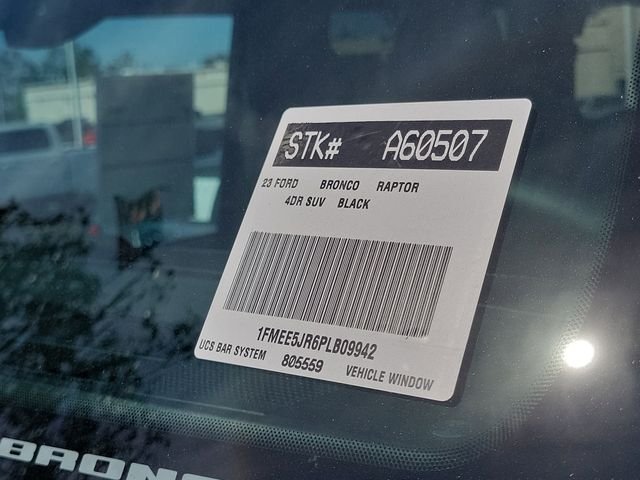 STK# A60507
23 FORD BRONCO RAPTOR
4DR SUV BLACK
1FMEE5JR6PLB09942
UCS BAR SYSTEM 805559 VEHICLE WINDOW
BRONC